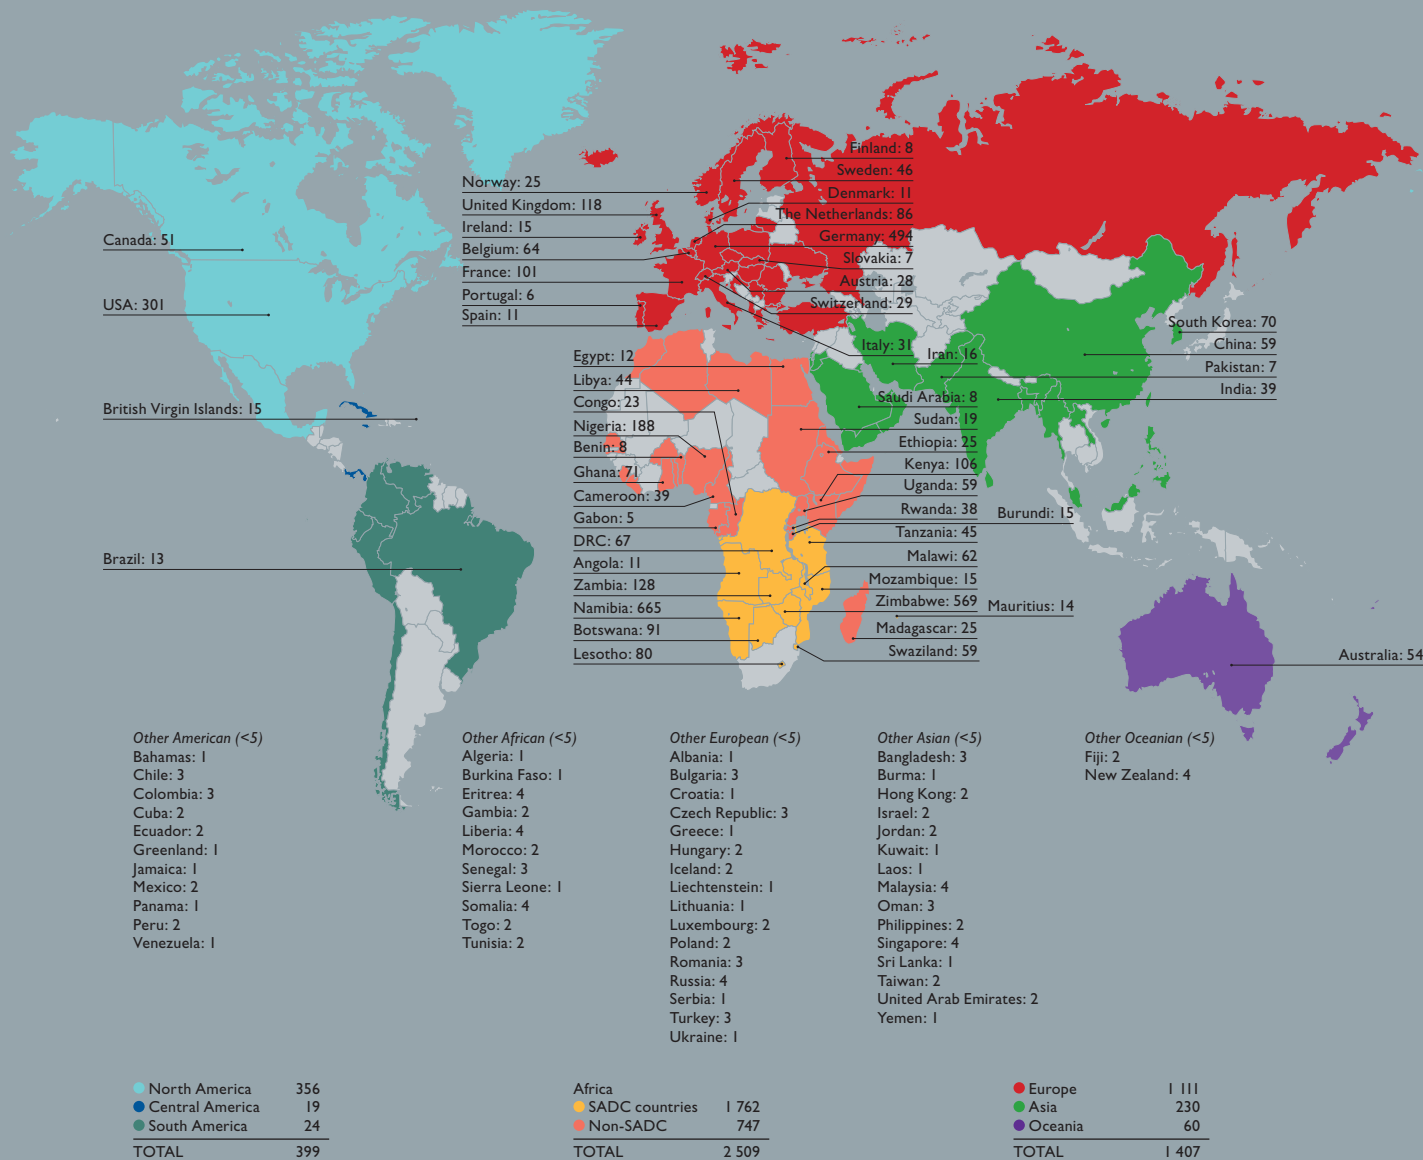 Canada: 51
USA: 301
British Virgin Islands: 15
Brazil: 13
Norway: 25
United Kingdom: 118
Ireland: 15
Belgium: 64
France: 101
Portugal: 6
Spain: 11
Finland: 8
Sweden: 46
Denmark: 11
The Netherlands: 86
Germany: 494
Slovakia: 7
Austria: 28
Switzerland: 29
Italy: 31
Egypt: 12
Libya: 44
Congo: 23
Nigeria: 188
Benin: 8
Ghana: 71
Cameroon: 39
Gabon: 5
DRC: 67
Angola: 11
Zambia: 128
Namibia: 665
Botswana: 91
Lesotho: 80
Iran: 16
Saudi Arabia: 8
Sudan: 19
Ethiopia: 25
Kenya: 106
Uganda: 59
Rwanda: 38
Burundi: 15
Tanzania: 45
Malawi: 62
Mozambique: 15
Zimbabwe: 569
Mauritius: 14
Madagascar: 25
Swaziland: 59
South Korea: 70
China: 59
Pakistan: 7
India: 39
Australia: 54
Other American (<5)
Bahamas: 1
Chile: 3
Colombia: 3
Cuba: 2
Ecuador: 2
Greenland: 1
Jamaica: 1
Mexico: 2
Panama: 1
Peru: 2
Venezuela: 1
Other African (<5)
Algeria: 1
Burkina Faso: 1
Eritrea: 4
Gambia: 2
Liberia: 4
Morocco: 2
Senegal: 3
Sierra Leone: 1
Somalia: 4
Togo: 2
Tunisia: 2
Other European (<5)
Albania: 1
Bulgaria: 3
Croatia: 1
Czech Republic: 3
Greece: 1
Hungary: 2
Iceland: 2
Liechtenstein: 1
Lithuania: 1
Luxembourg: 2
Poland: 2
Romania: 3
Russia: 4
Serbia: 1
Turkey: 3
Ukraine: 1
Other Asian (<5)
Bangladesh: 3
Burma: 1
Hong Kong: 2
Israel: 2
Jordan: 2
Kuwait: 1
Laos: 1
Malaysia: 4
Oman: 3
Philippines: 2
Singapore: 4
Sri Lanka: 1
Taiwan: 2
United Arab Emirates: 2
Yemen: 1
Other Oceanian (<5)
Fiji: 2
New Zealand: 4
North America 356
Central America 19
South America 24
TOTAL 399
Africa
SADC countries 1 762
Non-SADC 747
TOTAL 2 509
Europe 1 111
Asia 230
Oceania 60
TOTAL 1 407